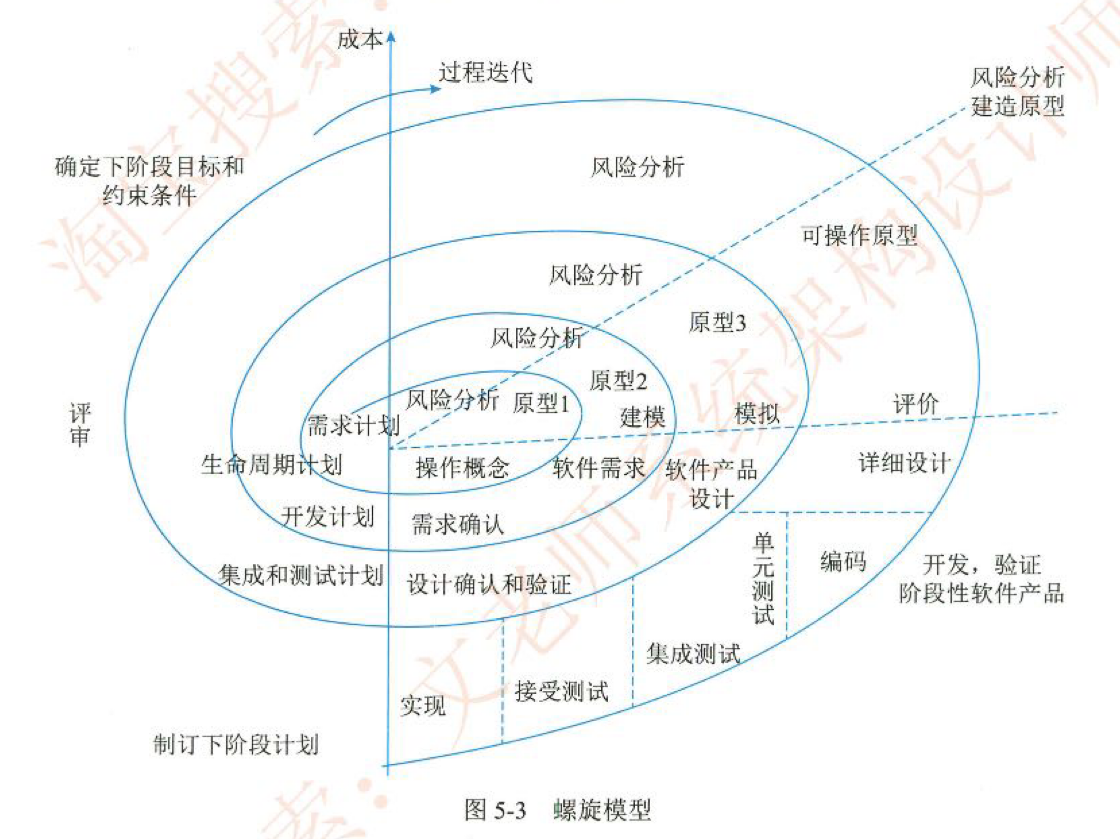 成本
过程迭代
风险分析
建造原型
确定下阶段目标和
约束条件
风险分析
可操作原型
风险分析
原型3
风险分析
原型2
风险分析
原型1
评审
需求计划
建模
模拟
评价
生命周期计划
操作概念
软件需求
软件产品
设计
详细设计
开发计划
需求确认
单元测试
编码
开发，验证
阶段性软件产品
集成和测试计划
设计确认和验证
集成测试
接受测试
实现
制订下阶段计划
图 5-3 螺旋模型
淘宝搜索：文老师系统架构设计师
索：